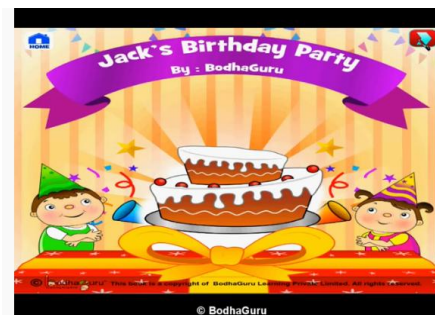 HOME
Jack's Birthday Party
By : BodhaGuru
© BodhaGuru This book is a copyright of BodhaGuru Learning Private Limited. All rights reserved.
© BodhaGuru